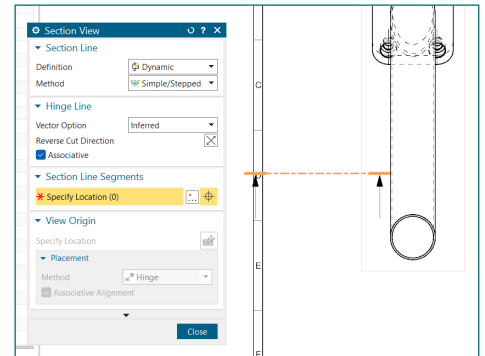 Section View
Section Line
Definition Dynamic
Method Simple/Stepped
Hinge Line
Vector Option Inferred
Reverse Cut Direction
Associative
Section Line Segments
* Specify Location (0)
View Origin
Specify Location
Placement
Method Hinge
Associative Alignment
Close
C
D
E
F